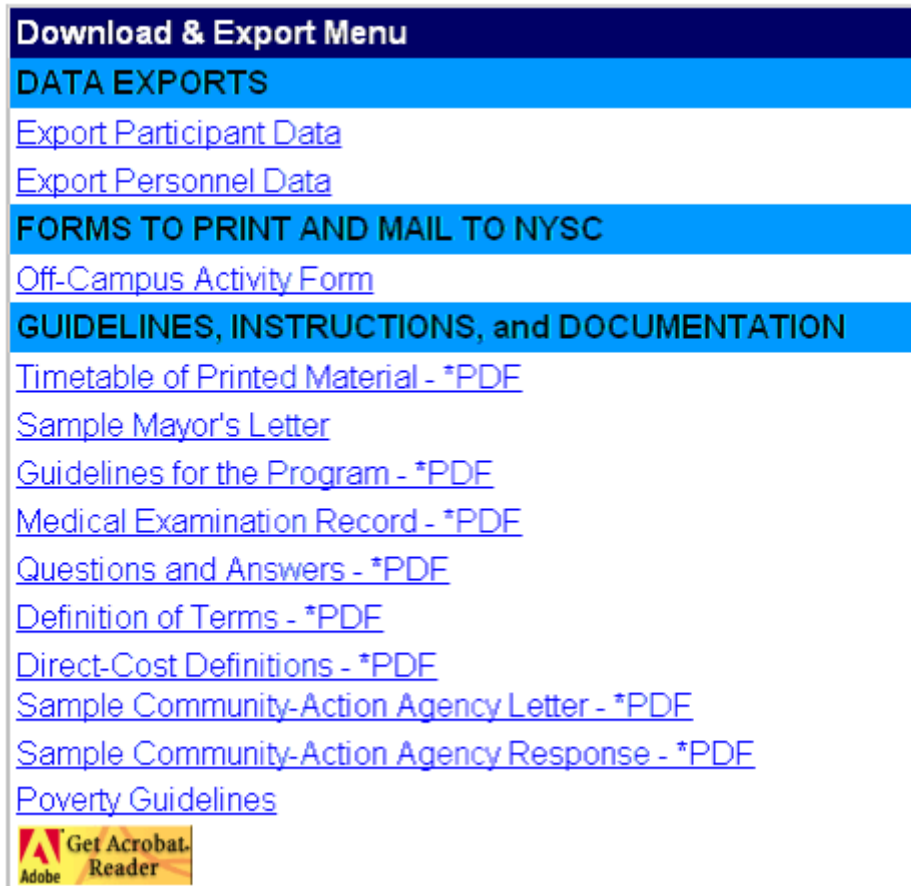 Download & Export Menu
DATA EXPORTS
Export Participant Data
Export Personnel Data
FORMS TO PRINT AND MAIL TO NYSC
Off-Campus Activity Form
GUIDELINES, INSTRUCTIONS, and DOCUMENTATION
Timetable of Printed Material - *PDF
Sample Mayor's Letter
Guidelines for the Program - *PDF
Medical Examination Record - *PDF
Questions and Answers - *PDF
Definition of Terms - *PDF
Direct-Cost Definitions - *PDF
Sample Community-Action Agency Letter - *PDF
Sample Community-Action Agency Response - *PDF
Poverty Guidelines
Get Acrobat
Adobe Reader